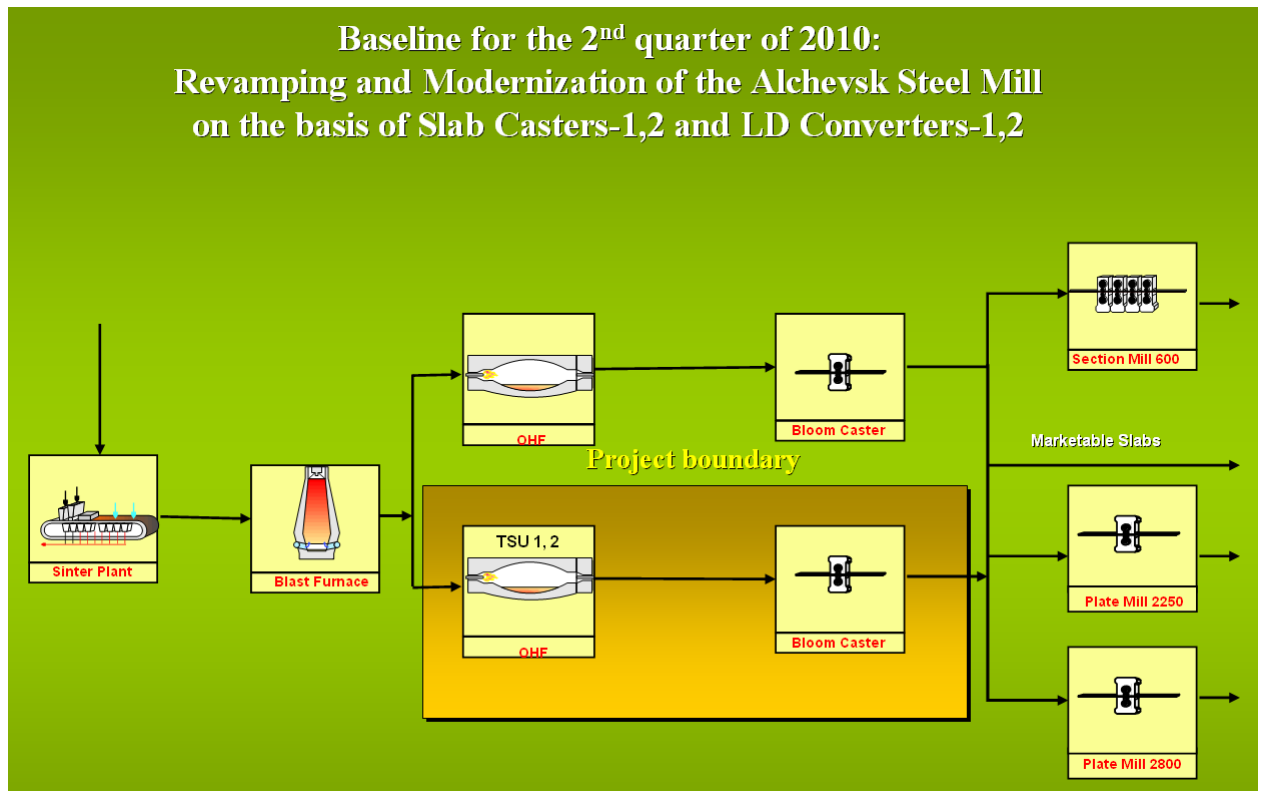 Baseline for the 2nd quarter of 2010:
Revamping and Modernization of the Alchevsk Steel Mill
on the basis of Slab Casters-1,2 and LD Converters-1,2
Section Mill 600
OHF
Bloom Caster
Marketable Slabs
Project boundary
Sinter Plant
Blast Furnace
TSU 1, 2
OHF
Bloom Caster
Plate Mill 2250
Plate Mill 2800